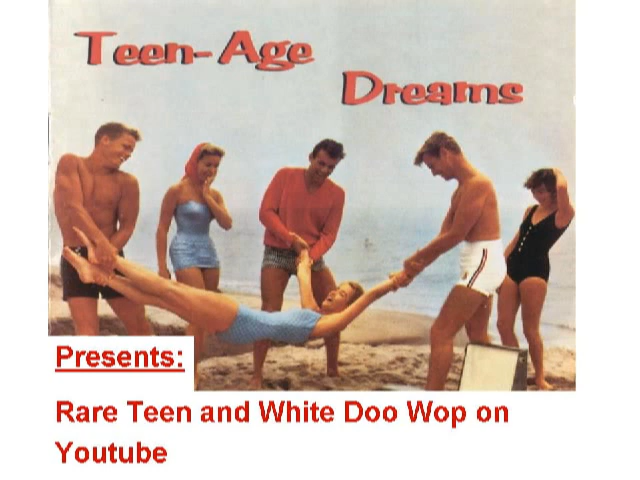 Teen-Age
Dreams
Presents:
Rare Teen and White Doo Wop on
Youtube